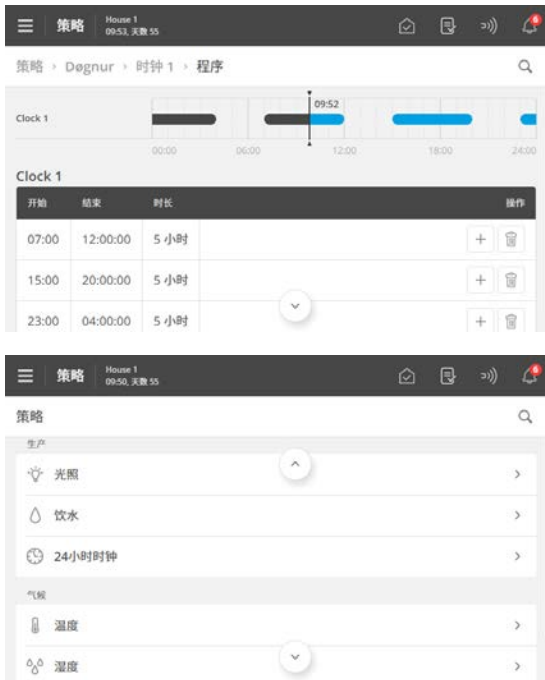 策略 House 1
09:53, 天数 55
6
策略 › Døgnur › 时钟 1 › 程序
09:52
Clock 1
00:00 06:00 12:00 18:00 24:00
Clock 1
开始 结束 时长 操作
07:00 12:00:00 5 小时
15:00 20:00:00 5 小时
23:00 04:00:00 5 小时
策略 House 1
09:50, 天数 55
6
策略
生产
光照
饮水
24小时时钟
气候
温度
湿度